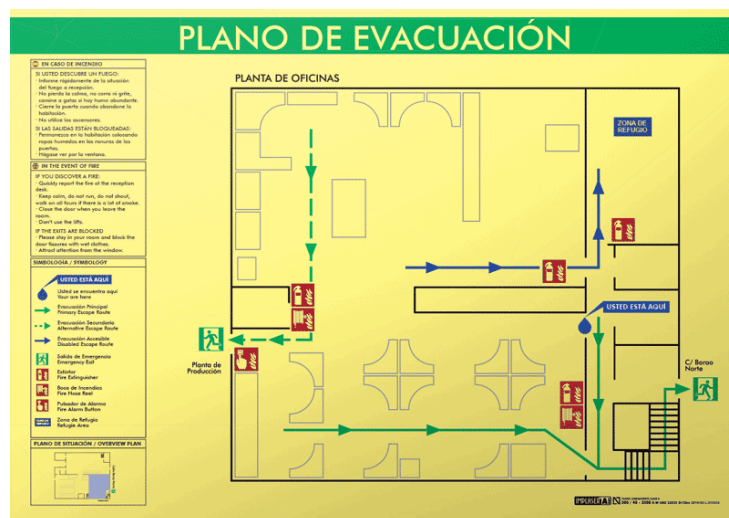 PLANO DE EVACUACIÓN
EN CASO DE INCENDIO
SI USTED DESCUBRE UN FUEGO:
· Informe rápidamente de la situación
del fuego a recepción.
· No pierda la calma, no corra ni grite,
camine a gatas si hay humo abundante.
· Cierre la puerta cuando abandone la
habitación.
· No utilice los ascensores.
SI LAS SALIDAS ESTÁN BLOQUEADAS:
· Permanezca en la habitación colocando
ropas humedas en las ranuras de las
puertas.
· Hágase ver por la ventana.
IN THE EVENT OF FIRE
IF YOU DISCOVER A FIRE:
· Quickly report the fire at the reception
desk.
· Keep calm, do not run, do not shout,
walk on all fours if there is a lot of smoke.
· Close the door when you leave the
room.
· Don't use the lifts.
IF THE EXITS ARE BLOCKED
· Please stay in your room and block the
door fissures with wet clothes.
· Attract attention from the window.
SIMBOLOGIA / SYMBOLOGY
USTED ESTÁ AQUÍ
Usted se encuentra aquí
Your are here
Evacuación Principal
Primary Escape Route
Evacuación Secundaria
Alternative Escape Route
Evacuación Accesible
Disabled Escape Route
Salida de Emergencia
Emergency Exit
Extintor
Fire Extinguisher
Boca de Incendios
Fire Hose Reel
Pulsador de Alarma
Fire Alarm Button
Zona de Refugio
Refugie Area
PLANO DE SITUACIÓN / OVERVIEW PLAN
PLANTA DE OFICINAS
ZONA DE
REFUGIO
USTED ESTÁ AQUÍ
Planta de
Producción
C/ Borao
Norte